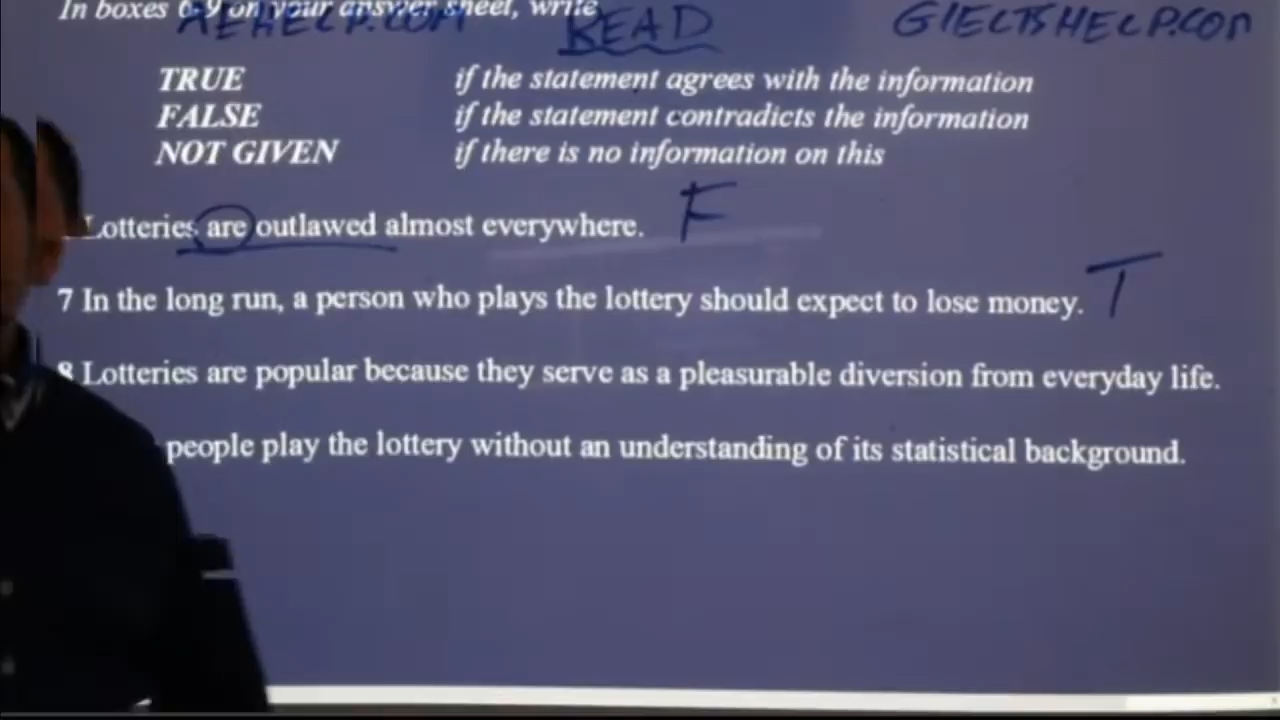 In boxes 6-9 on your answer sheet, write
AEHELP.COM READ GIELTSHELP.COM
TRUE if the statement agrees with the information
FALSE if the statement contradicts the information
NOT GIVEN if there is no information on this
Lotteries are outlawed almost everywhere. F
7 In the long run, a person who plays the lottery should expect to lose money. T
8 Lotteries are popular because they serve as a pleasurable diversion from everyday life.
people play the lottery without an understanding of its statistical background.